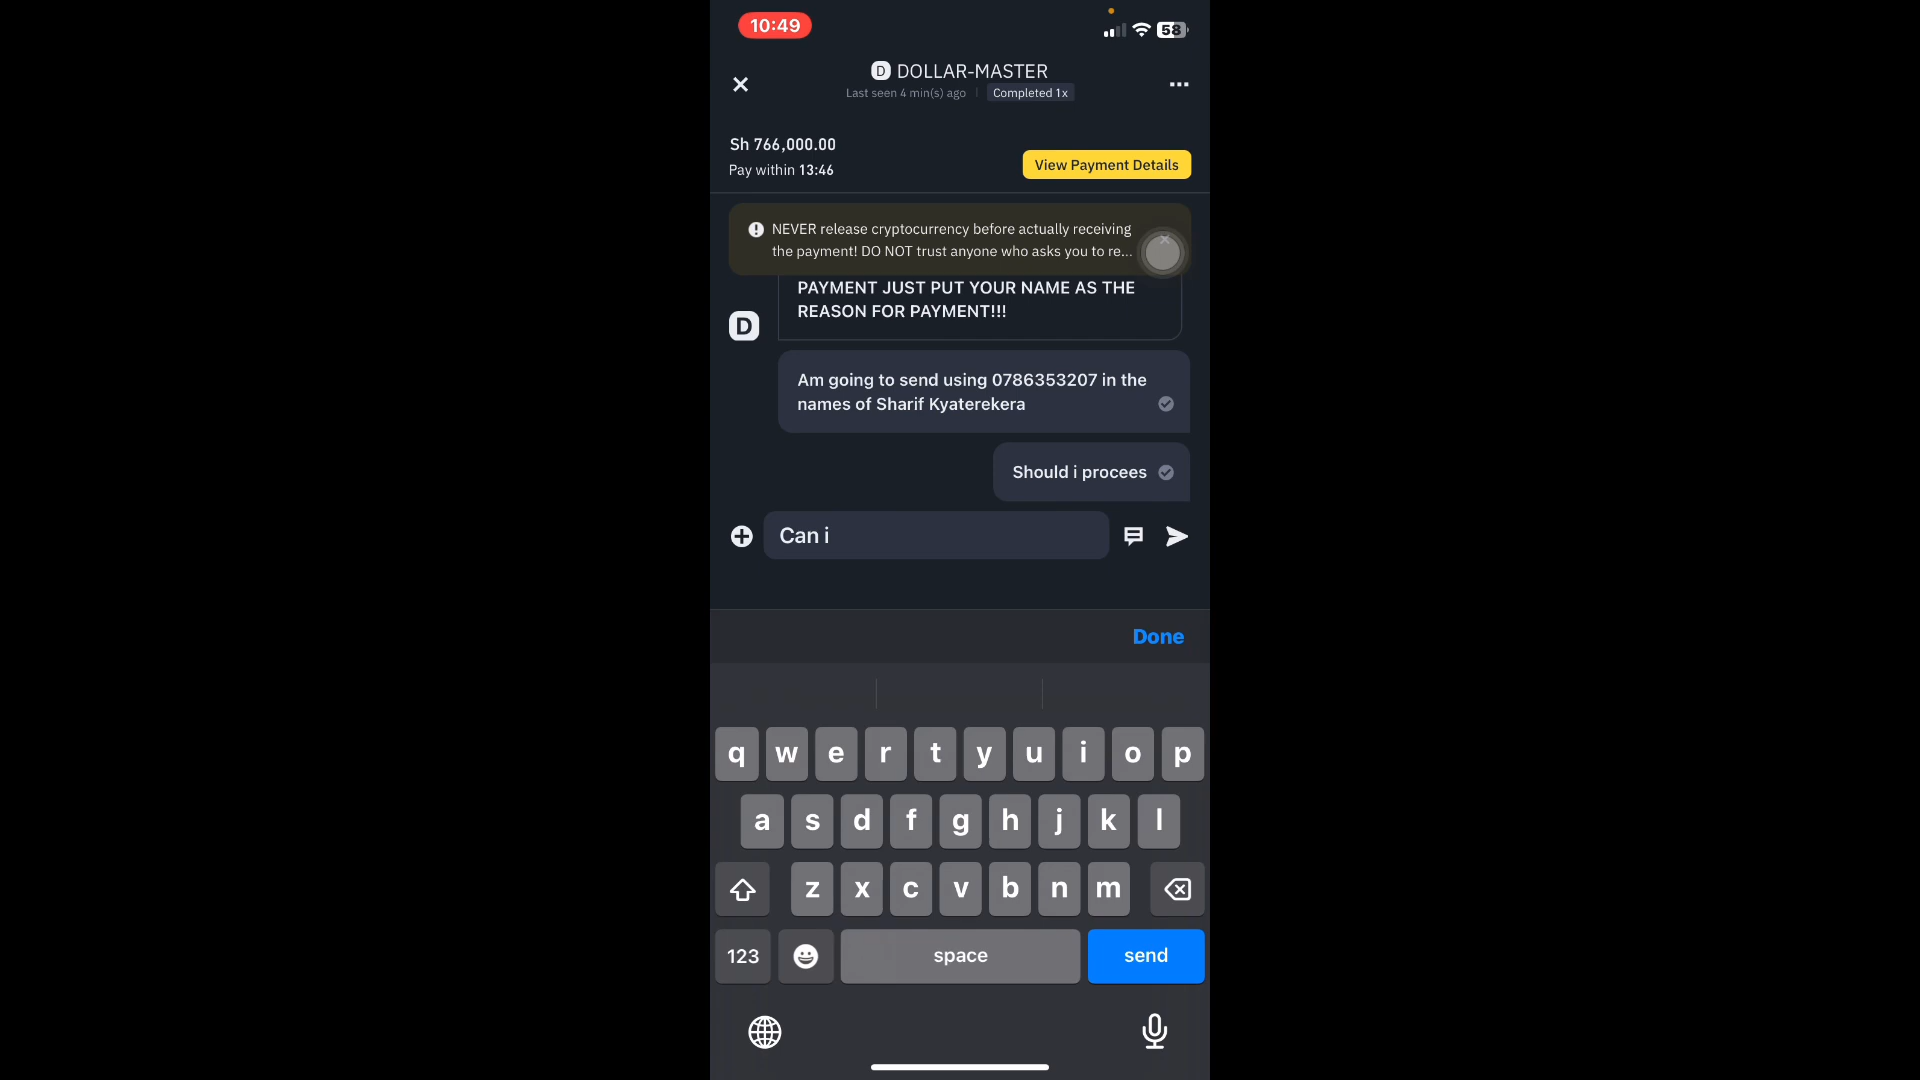 10:49
58
D DOLLAR-MASTER
Last seen 4 min(s) ago | Completed 1x
Sh 766,000.00
Pay within 13:46
View Payment Details
NEVER release cryptocurrency before actually receiving
the payment! DO NOT trust anyone who asks you to re...
PAYMENT JUST PUT YOUR NAME AS THE
REASON FOR PAYMENT!!!
D
Am going to send using 0786353207 in the
names of Sharif Kyaterekera
Should i procees
Can i
Done
q w e r t y u i o p
a s d f g h j k l
z x c v b n m
123 space send